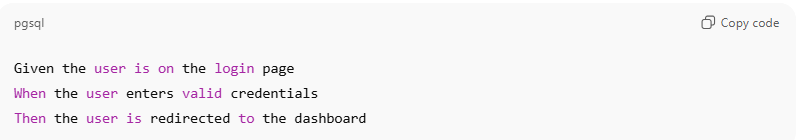 pgsql
Copy code
Given the user is on the login page
When the user enters valid credentials
Then the user is redirected to the dashboard